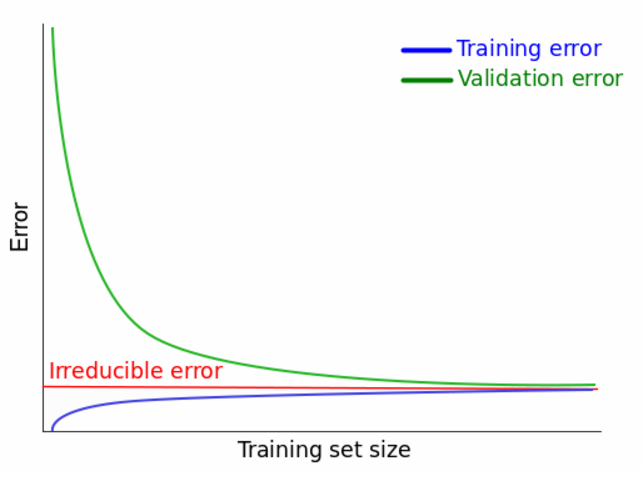 Training error
Validation error
Error
Irreducible error
Training set size